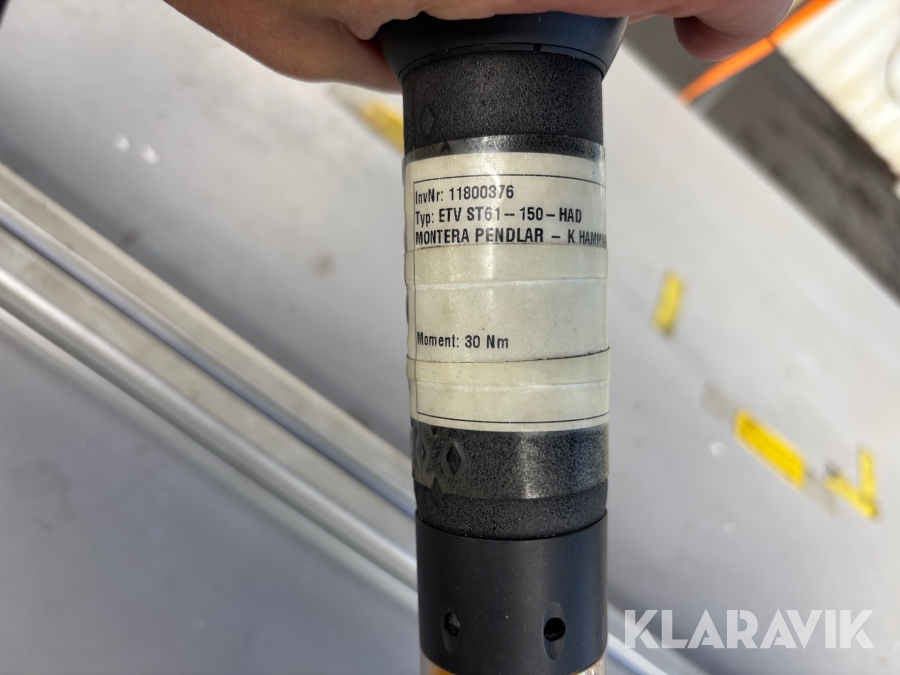 InvNr: 11800376
Typ: ETV ST61-150-HAD
MONTERA PENDLAR - K
Moment: 30 Nm
KLARAVIK